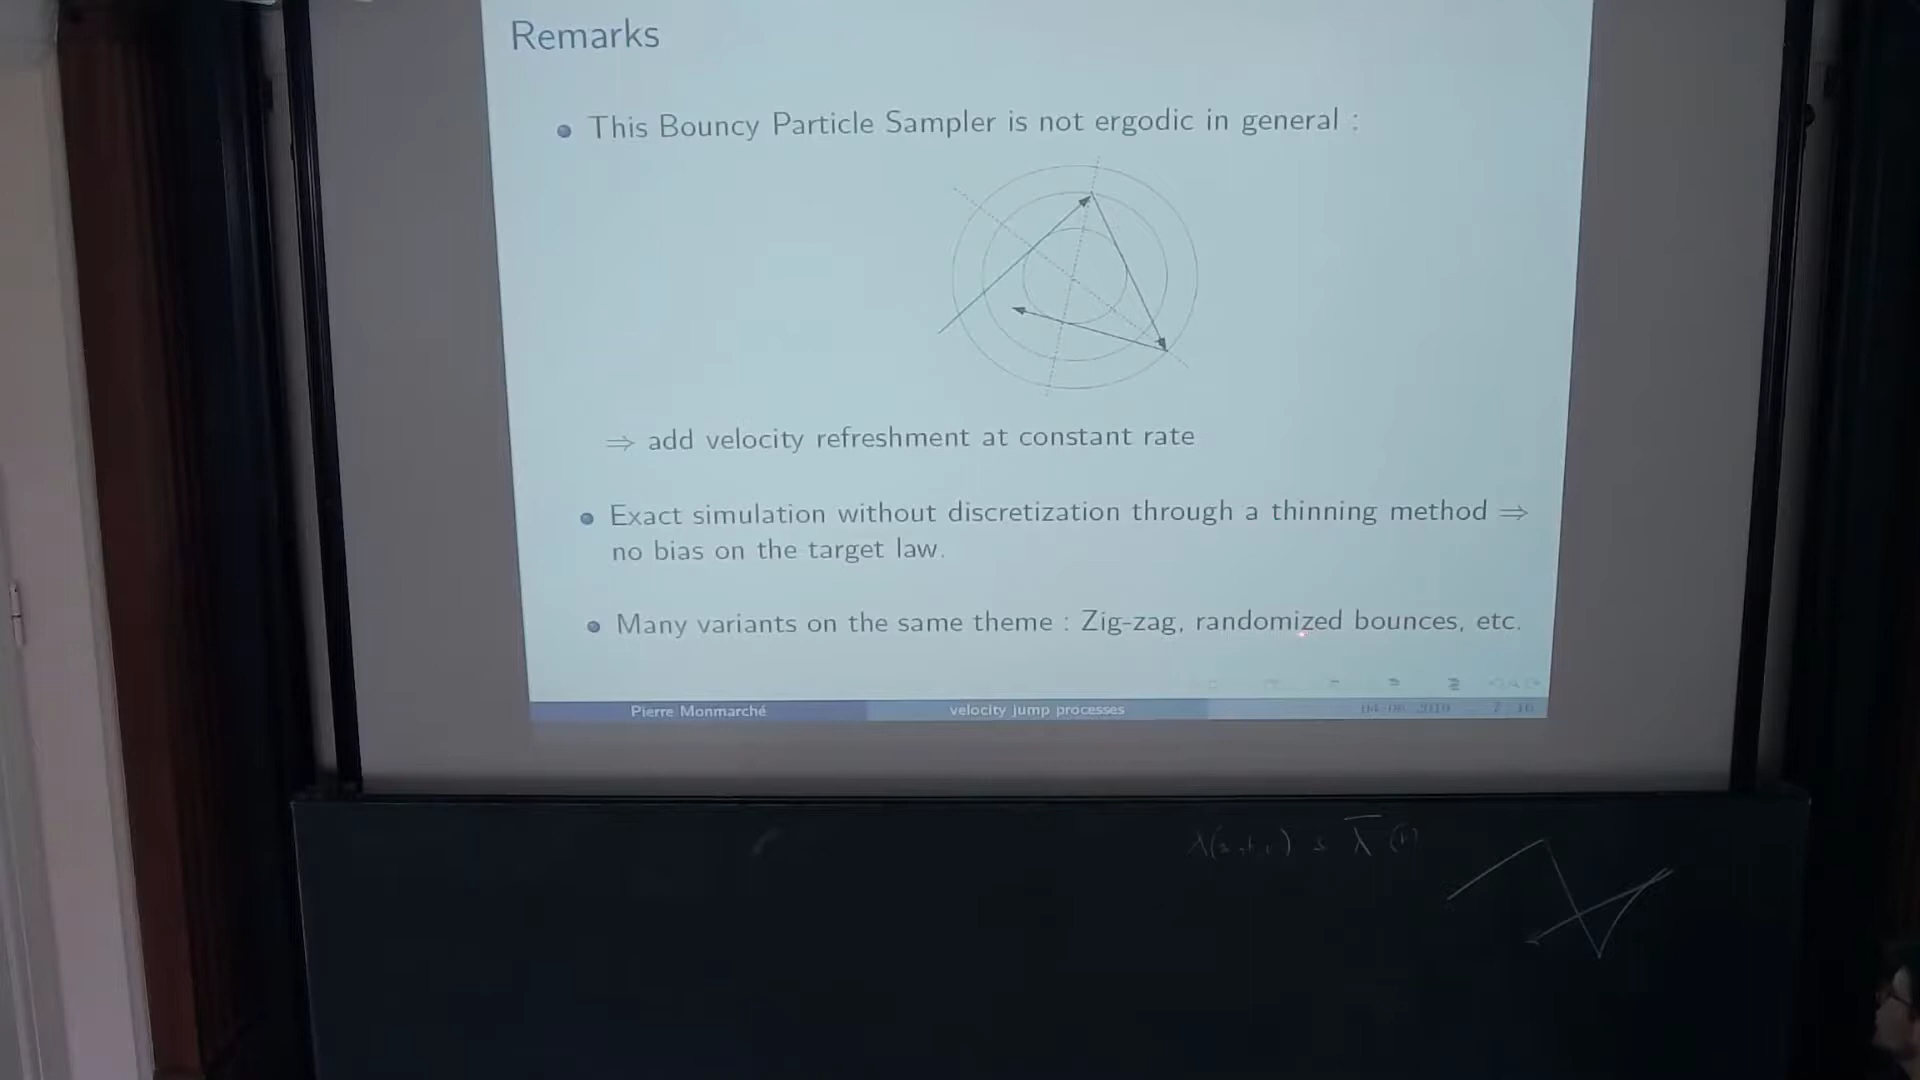 Remarks
This Bouncy Particle Sampler is not ergodic in general :
⇒ add velocity refreshment at constant rate
Exact simulation without discretization through a thinning method ⇒
no bias on the target law.
Many variants on the same theme : Zig-zag, randomized bounces, etc.
Pierre Monmarché velocity jump processes